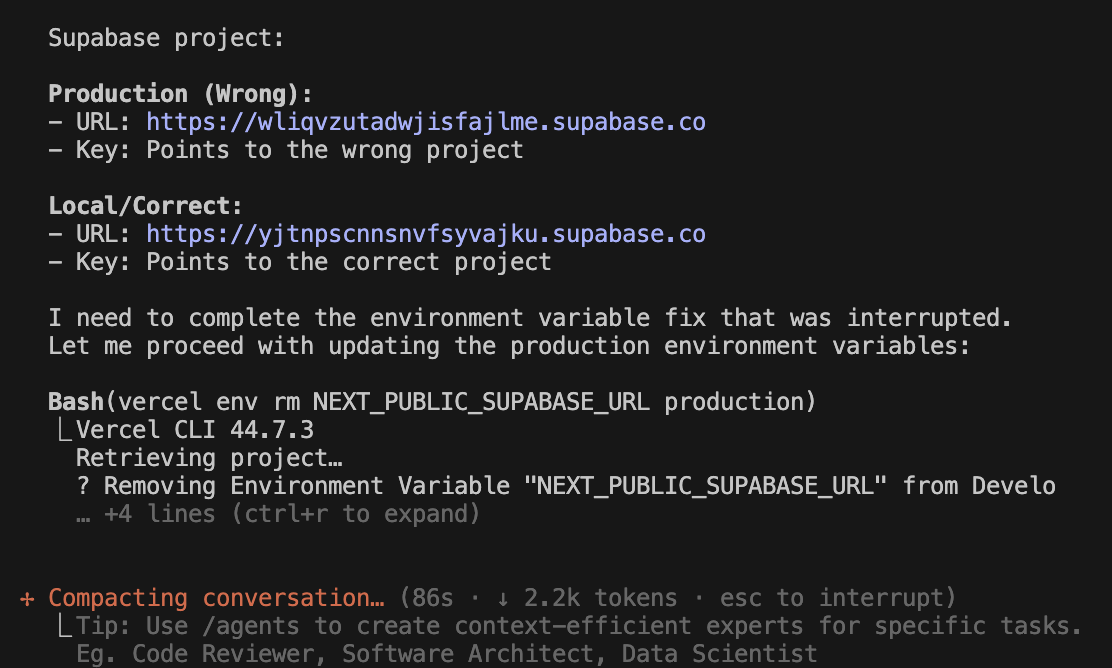 Supabase project:
Production (Wrong):
– URL: https://wliqvzutadwjisfajlme.supabase.co
– Key: Points to the wrong project
Local/Correct:
– URL: https://yjtnpscnnsnvfsyvajku.supabase.co
– Key: Points to the correct project
I need to complete the environment variable fix that was interrupted.
Let me proceed with updating the production environment variables:
Bash(vercel env rm NEXT_PUBLIC_SUPABASE_URL production)
⎿ Vercel CLI 44.7.3
Retrieving project…
? Removing Environment Variable "NEXT_PUBLIC_SUPABASE_URL" from Develo
… +4 lines (ctrl+r to expand)
✢ Compacting conversation… (86s · ↓ 2.2k tokens · esc to interrupt)
⎿ Tip: Use /agents to create context-efficient experts for specific tasks.
Eg. Code Reviewer, Software Architect, Data Scientist